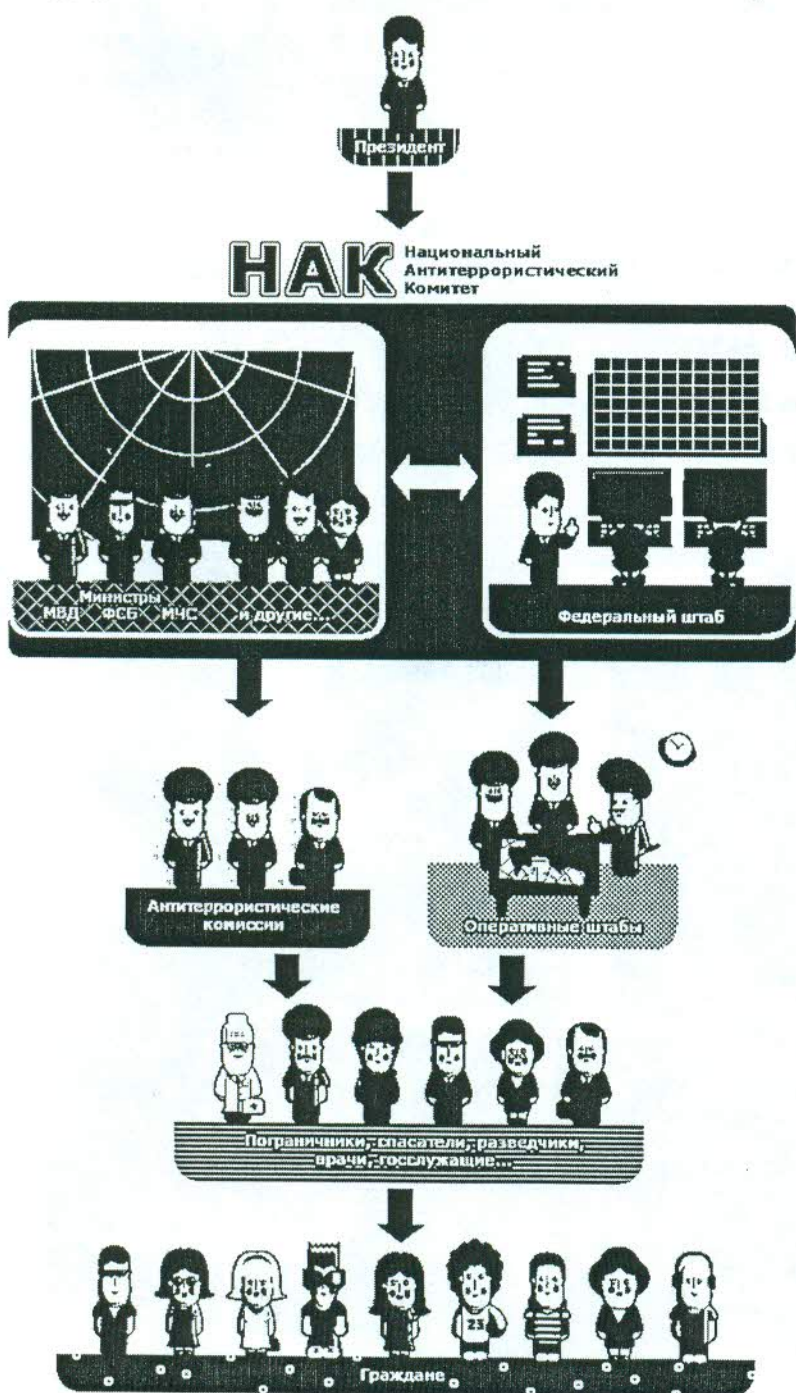 Президент
НАК
Национальный
Антитеррористический
Комитет
Министры
МВД ФСБ МЧС и другие...
Федеральный штаб
Антитеррористические
комиссии
Оперативные штабы
Пограничники, спасатели, разведчики,
врачи, госслужащие...
23
Граждане